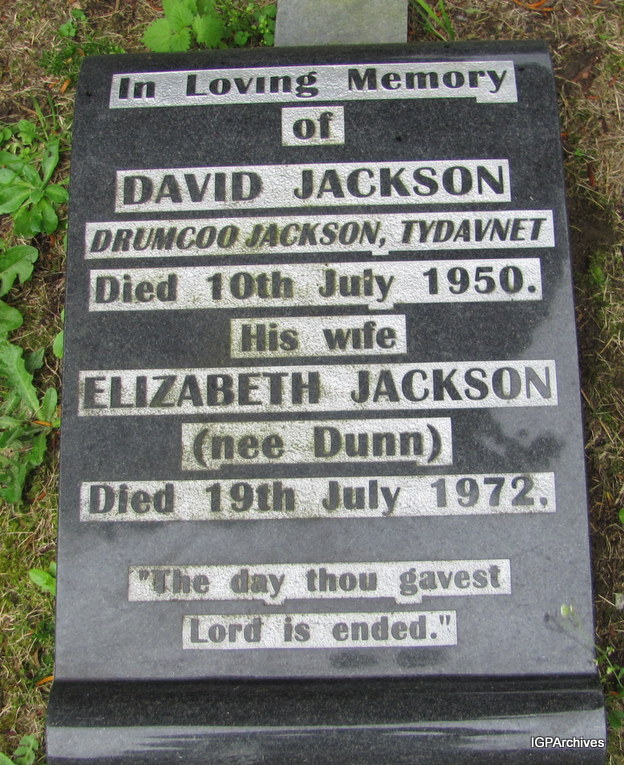 In Loving Memory
of
DAVID JACKSON
DRUMCOO JACKSON, TYDAVNET
Died 10th July 1950.
His wife
ELIZABETH JACKSON
(nee Dunn)
Died 19th July 1972.
"The day thou gavest
Lord is ended."
IGPArchives